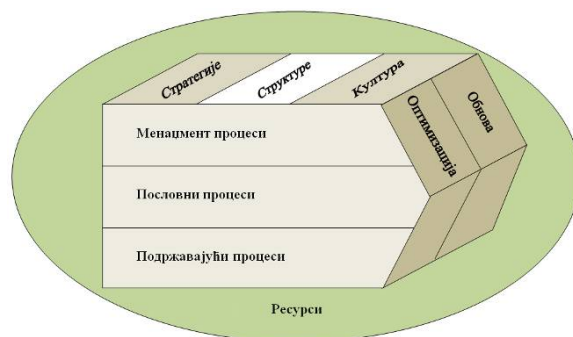 Стратегије
Структуре
Култура
Оптимизација
Обнова
Менаџмент процеси
Пословни процеси
Подржавајући процеси
Ресурси